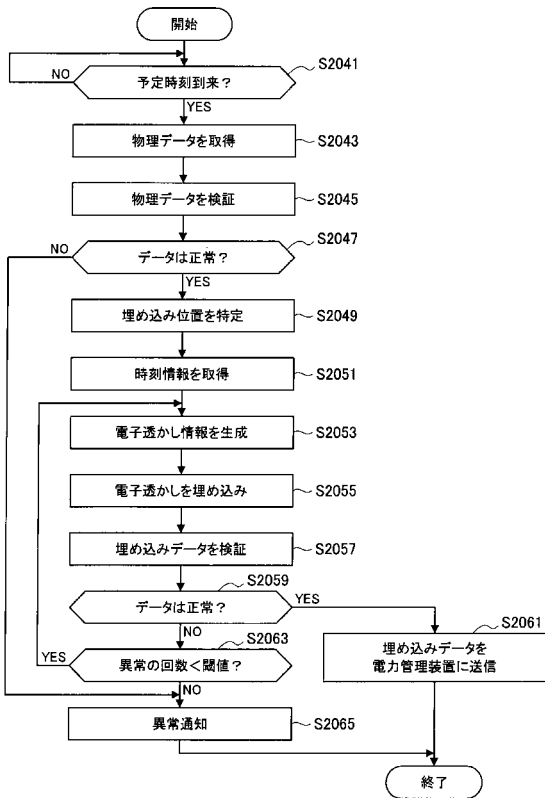 開始
予定時刻到来?
S2041
NO
YES
物理データを取得
S2043
物理データを検証
S2045
データは正常?
S2047
NO
YES
埋め込み位置を特定
S2049
時刻情報を取得
S2051
電子透かし情報を生成
S2053
電子透かしを埋め込み
S2055
埋め込みデータを検証
S2057
データは正常?
S2059
YES
NO
埋め込みデータを
電力管理装置に送信
S2061
異常の回数<閾値?
S2063
YES
NO
異常通知
S2065
終了